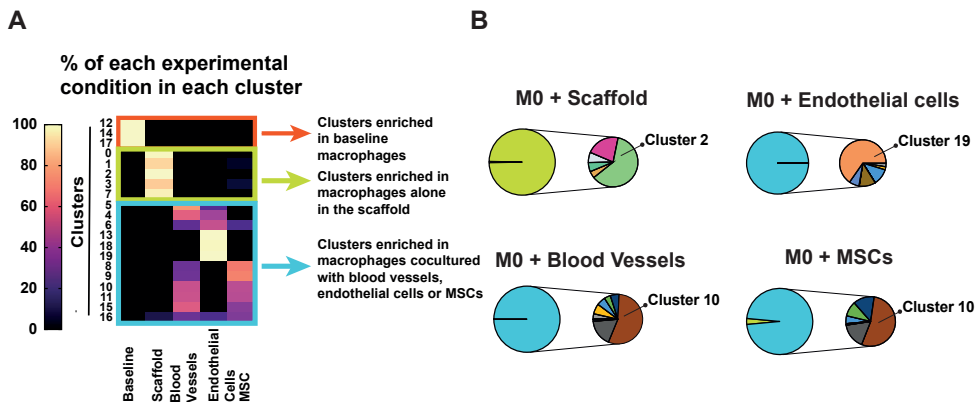 A
B
% of each experimental
condition in each cluster
100
80
60
40
20
0
Clusters
12
14
17
0
1
2
3
7
5
4
6
13
18
19
8
9
10
11
15
16
Baseline
Scaffold
Blood
Vessels
Endothelial
Cells
MSC
Clusters enriched
in baseline
macrophages
Clusters enriched in
macrophages alone
in the scaffold
Clusters enriched in
macrophages cocultured
with blood vessels,
endothelial cells or MSCs
M0 + Scaffold
Cluster 2
M0 + Endothelial cells
Cluster 19
M0 + Blood Vessels
Cluster 10
M0 + MSCs
Cluster 10